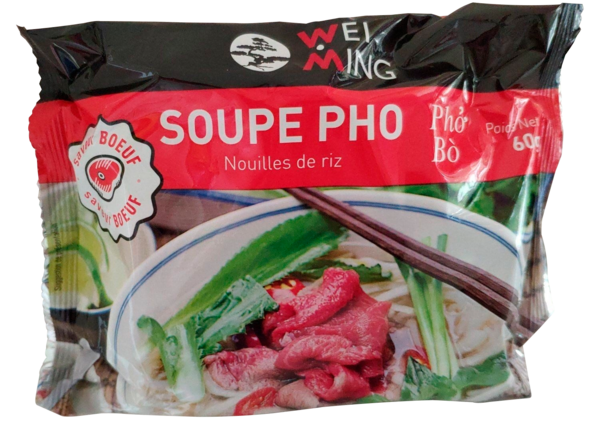 WEI
MING
SOUPE PHO
Nouilles de riz
Phở
Bò
Poids Net
60g
saveur BOEUF
saveur BOEUF